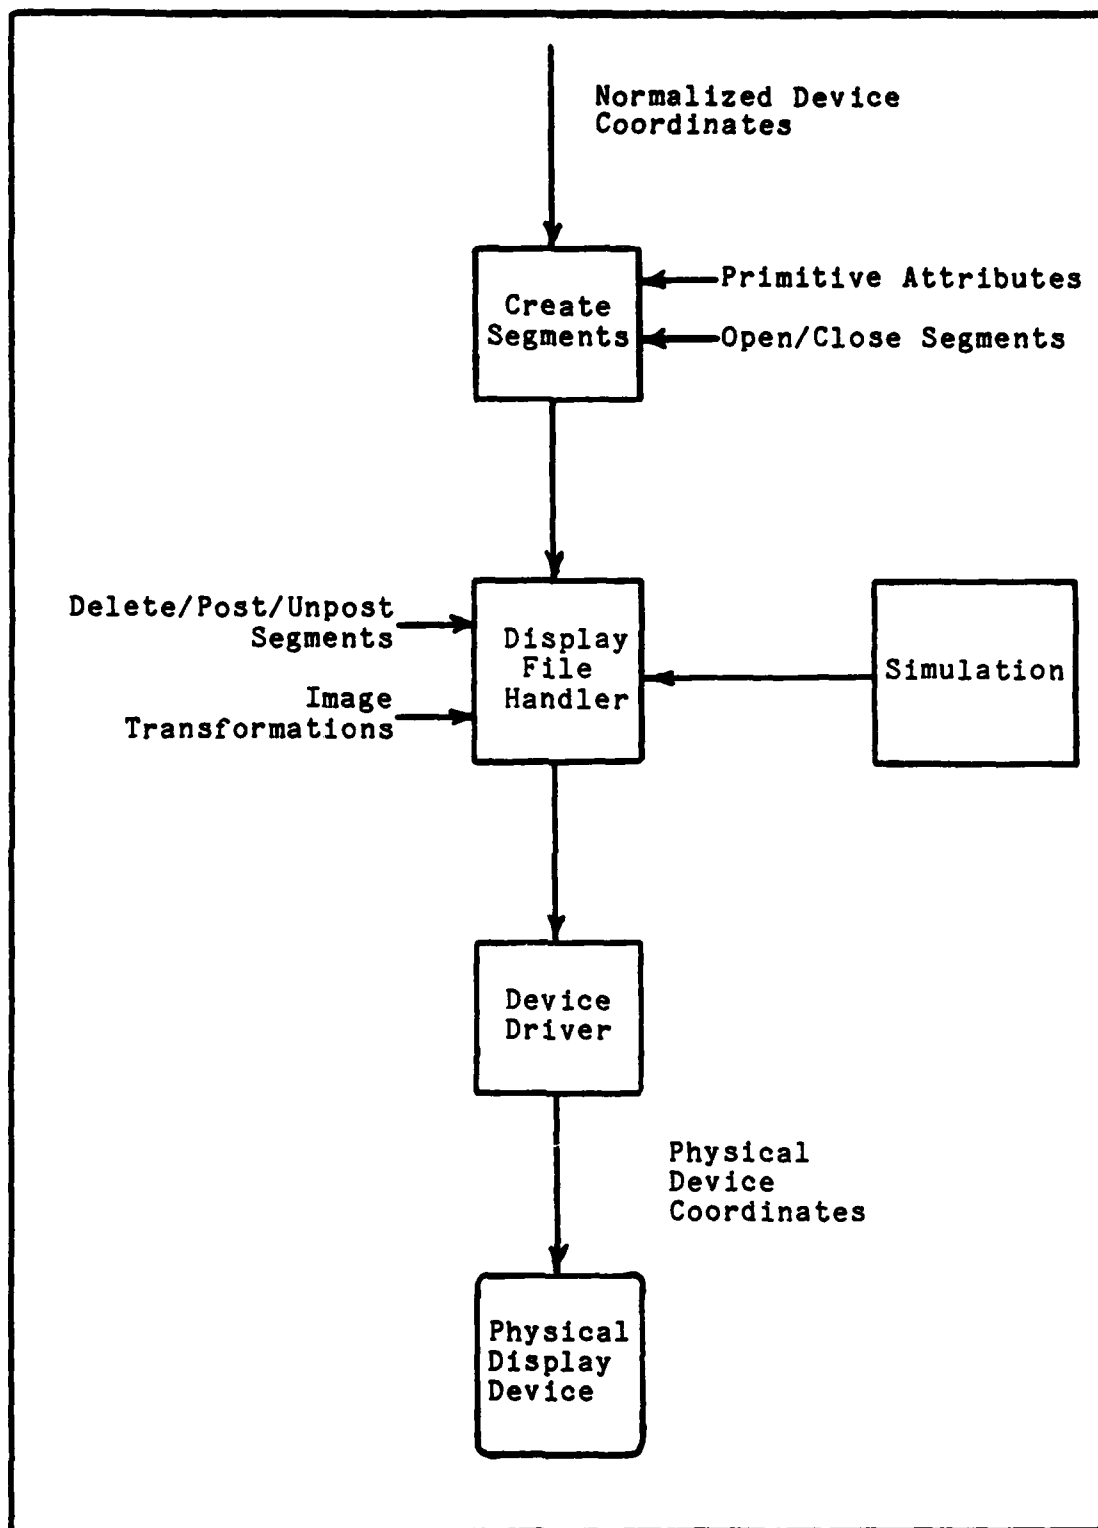 Normalized Device
Coordinates
Create
Segments
Primitive Attributes
Open/Close Segments
Delete/Post/Unpost
Segments
Image
Transformations
Display
File
Handler
Simulation
Device
Driver
Physical
Device
Coordinates
Physical
Display
Device